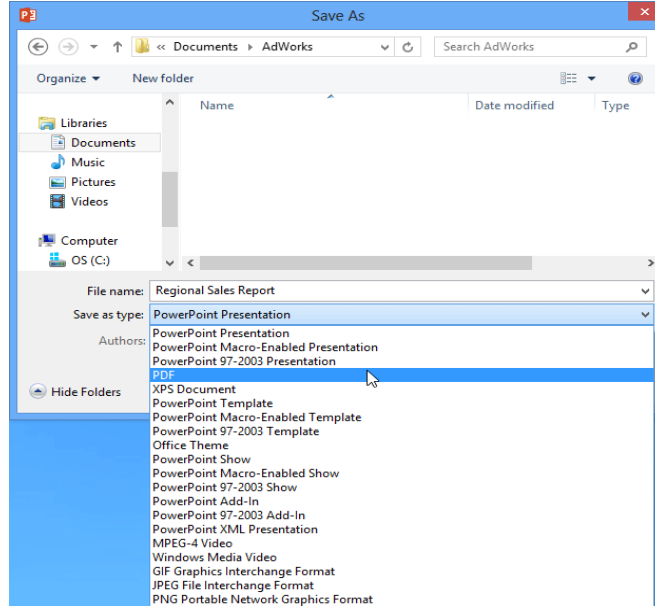 Save As
« Documents AdWorks Search AdWorks
Organize New folder
Name Date modified Type
Libraries
Documents
Music
Pictures
Videos
Computer
OS (C:)
File name: Regional Sales Report
Save as type: PowerPoint Presentation
Authors:
Hide Folders
PowerPoint Presentation
PowerPoint Macro-Enabled Presentation
PowerPoint 97-2003 Presentation
PDF
XPS Document
PowerPoint Template
PowerPoint Macro-Enabled Template
PowerPoint 97-2003 Template
Office Theme
PowerPoint Show
PowerPoint Macro-Enabled Show
PowerPoint 97-2003 Show
PowerPoint Add-In
PowerPoint 97-2003 Add-In
PowerPoint XML Presentation
MPEG-4 Video
Windows Media Video
GIF Graphics Interchange Format
JPEG File Interchange Format
PNG Portable Network Graphics Format